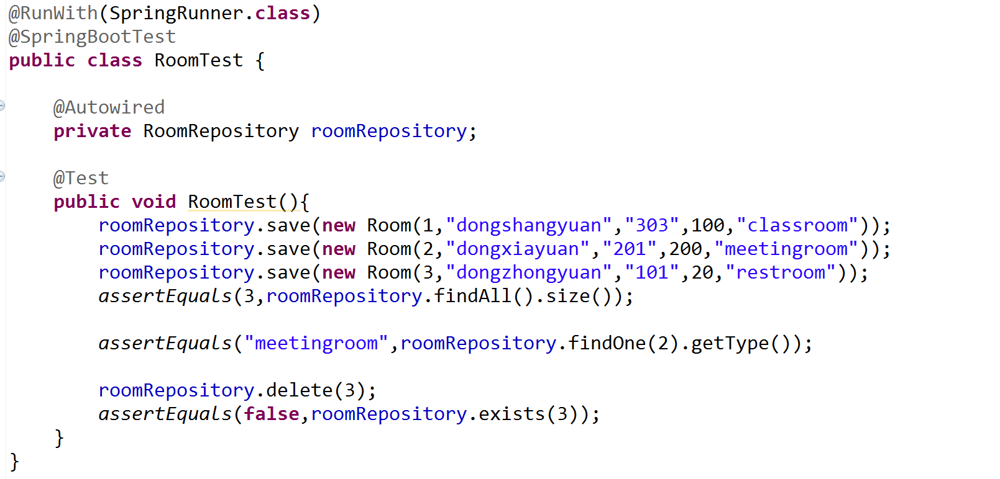 @RunWith(SpringRunner.class)
@SpringBootTest
public class RoomTest {
@Autowired
private RoomRepository roomRepository;
@Test
public void RoomTest(){
roomRepository.save(new Room(1,"dongshangyuan","303",100,"classroom"));
roomRepository.save(new Room(2,"dongxiayuan","201",200,"meetingroom"));
roomRepository.save(new Room(3,"dongzhongyuan","101",20,"restroom"));
assertEquals(3,roomRepository.findAll().size());
assertEquals("meetingroom",roomRepository.findOne(2).getType());
roomRepository.delete(3);
assertEquals(false,roomRepository.exists(3));
}
}